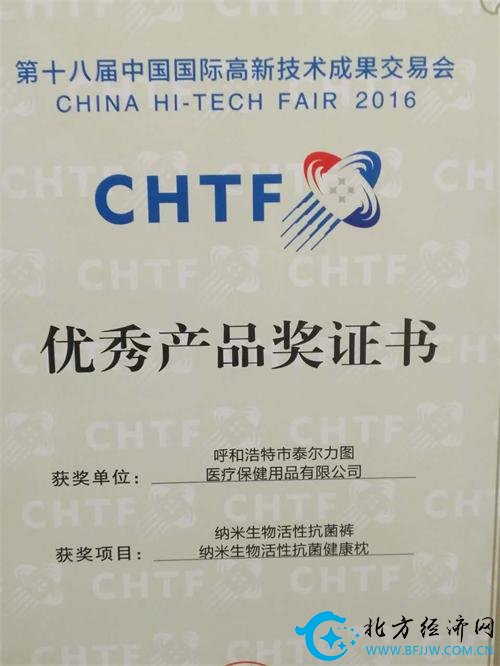 第十八届中国国际高新技术成果交易会
CHINA HI-TECH FAIR 2016
CHTF
优秀产品奖证书
呼和浩特市泰尔力图
获奖单位：医疗保健用品有限公司
纳米生物活性抗菌裤
获奖项目：纳米生物活性抗菌健康枕
北方经济网
WWW.BFJJW.COM.CN